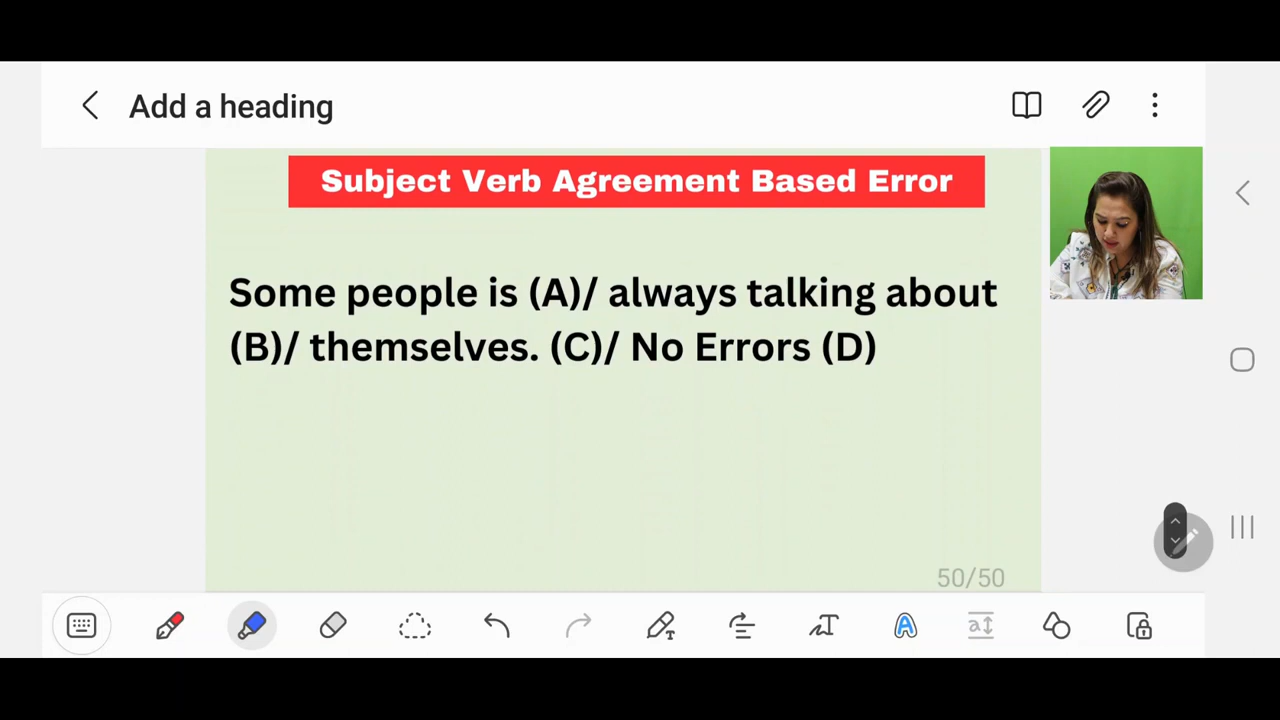 Add a heading
Subject Verb Agreement Based Error
Some people is (A)/ always talking about
(B)/ themselves. (C)/ No Errors (D)
50/50